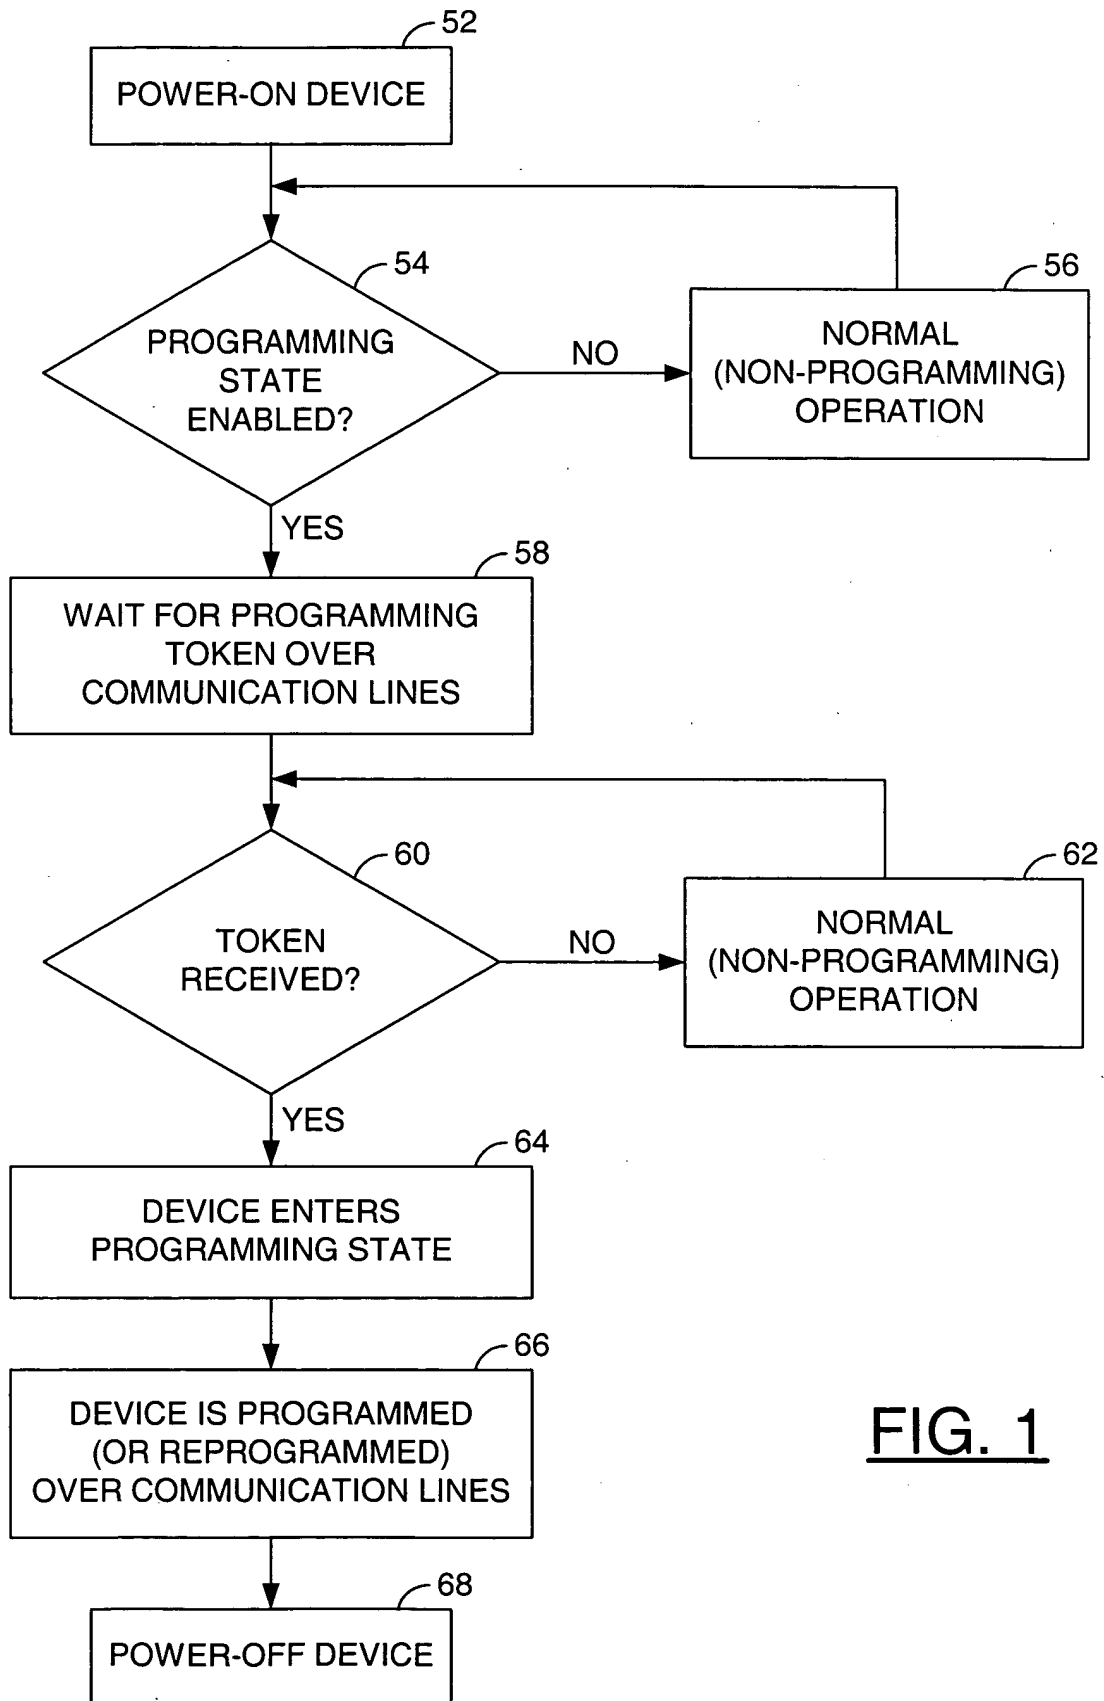 52
POWER-ON DEVICE
54
PROGRAMMING
STATE
ENABLED?
NO
56
NORMAL
(NON-PROGRAMMING)
OPERATION
YES
58
WAIT FOR PROGRAMMING
TOKEN OVER
COMMUNICATION LINES
60
TOKEN
RECEIVED?
NO
62
NORMAL
(NON-PROGRAMMING)
OPERATION
YES
64
DEVICE ENTERS
PROGRAMMING STATE
66
DEVICE IS PROGRAMMED
(OR REPROGRAMMED)
OVER COMMUNICATION LINES
FIG. 1
68
POWER-OFF DEVICE